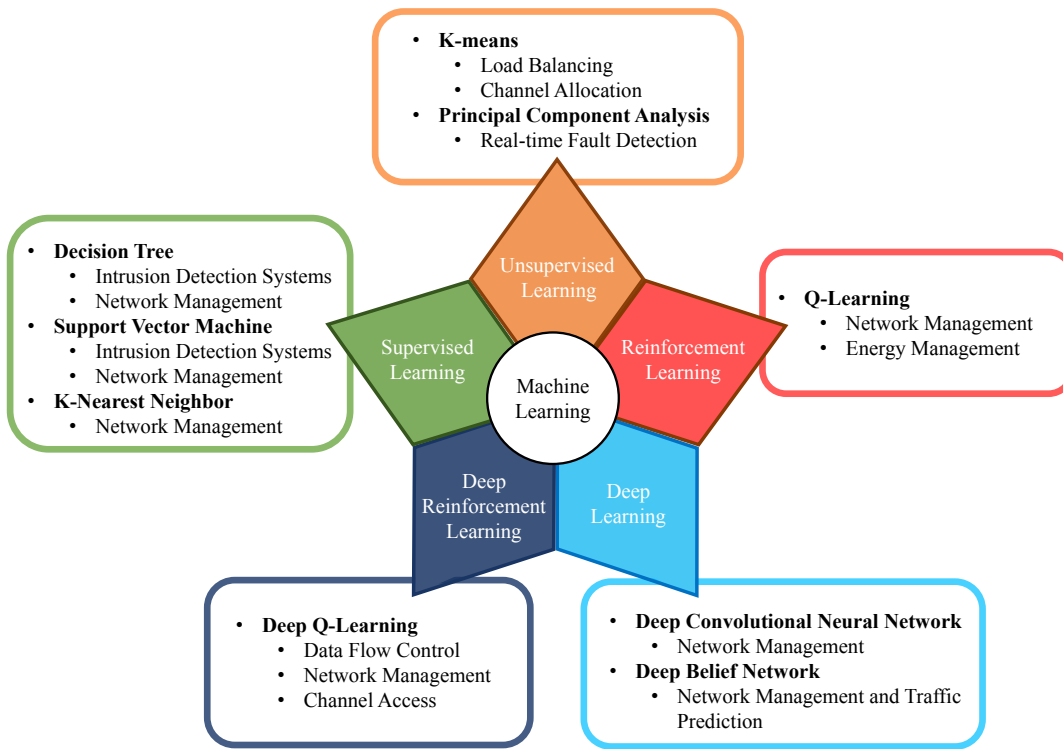 • K-means
• Load Balancing
• Channel Allocation
• Principal Component Analysis
• Real-time Fault Detection
• Decision Tree
• Intrusion Detection Systems
• Network Management
• Support Vector Machine
• Intrusion Detection Systems
• Network Management
• K-Nearest Neighbor
• Network Management
Unsupervised
Learning
Supervised
Learning
Reinforcement
Learning
Machine
Learning
Deep
Reinforcement
Learning
Deep
Learning
• Q-Learning
• Network Management
• Energy Management
• Deep Q-Learning
• Data Flow Control
• Network Management
• Channel Access
• Deep Convolutional Neural Network
• Network Management
• Deep Belief Network
• Network Management and Traffic
Prediction